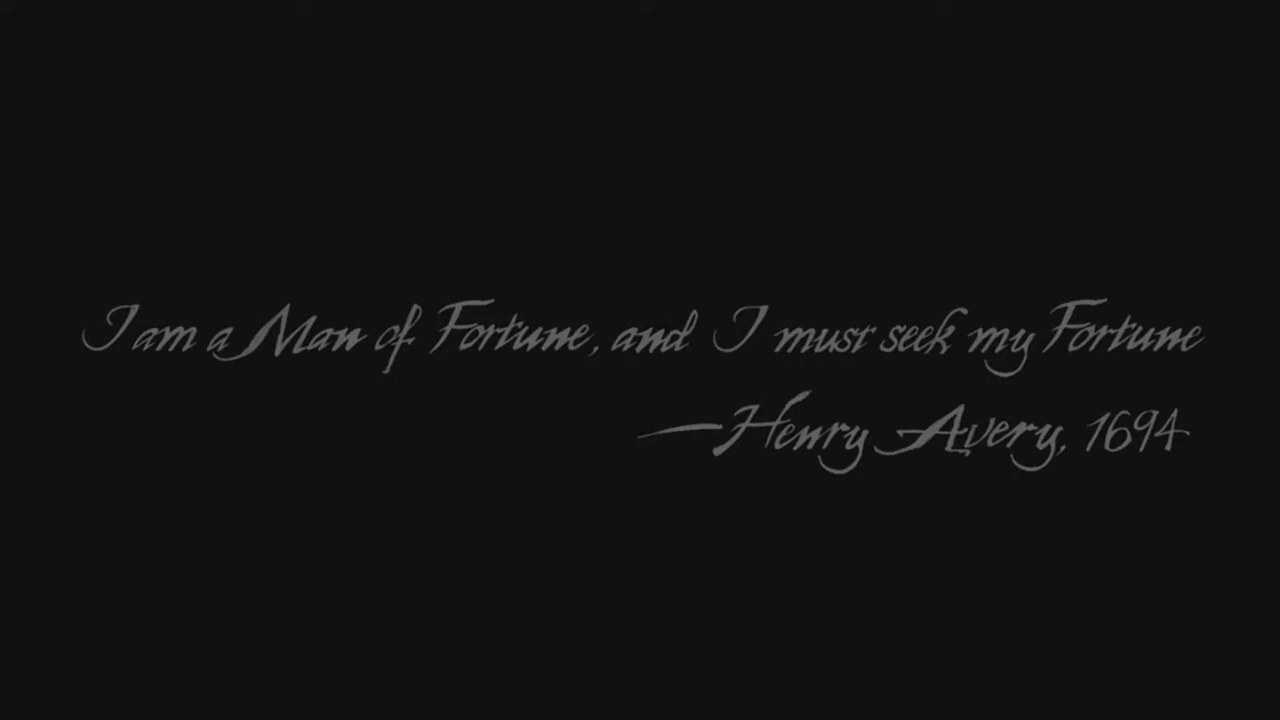 I am a Man of Fortune, and I must seek my Fortune
—Henry Avery, 1694